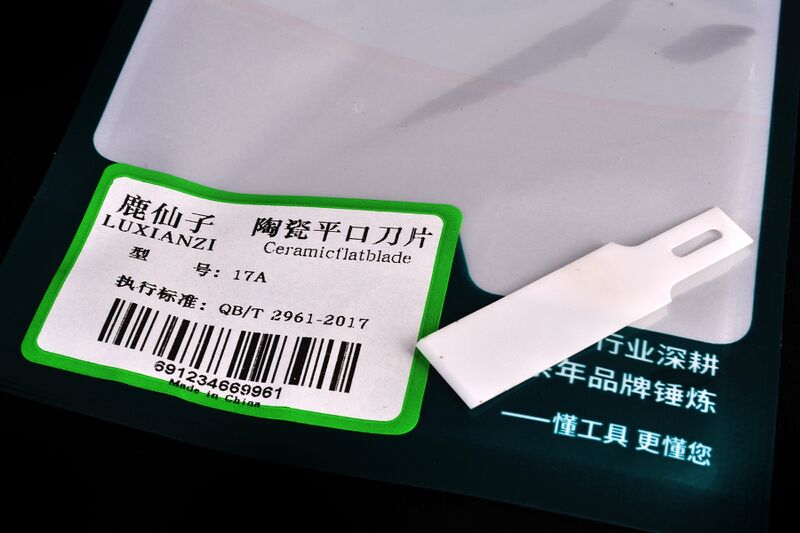 鹿仙子 陶瓷平口刀片
LUXIANZI Ceramicflatblade
型 号: 17A
执行标准: QB/T 2961-2017
691234669961
Made in China
行业深耕
年品牌锤炼
——懂工具 更懂您